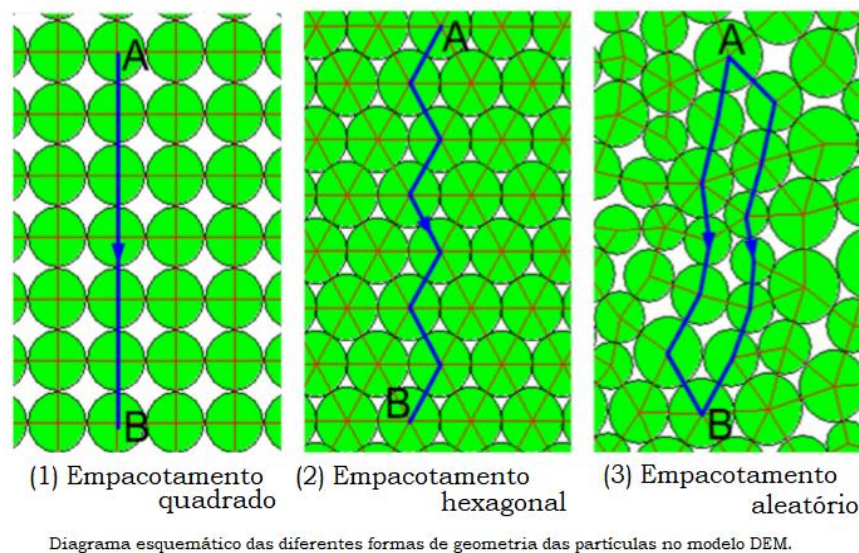 A
B
(1) Empacotamento
quadrado
A
B
(2) Empacotamento
hexagonal
A
B
(3) Empacotamento
aleatório
Diagrama esquemático das diferentes formas de geometria das partículas no modelo DEM.